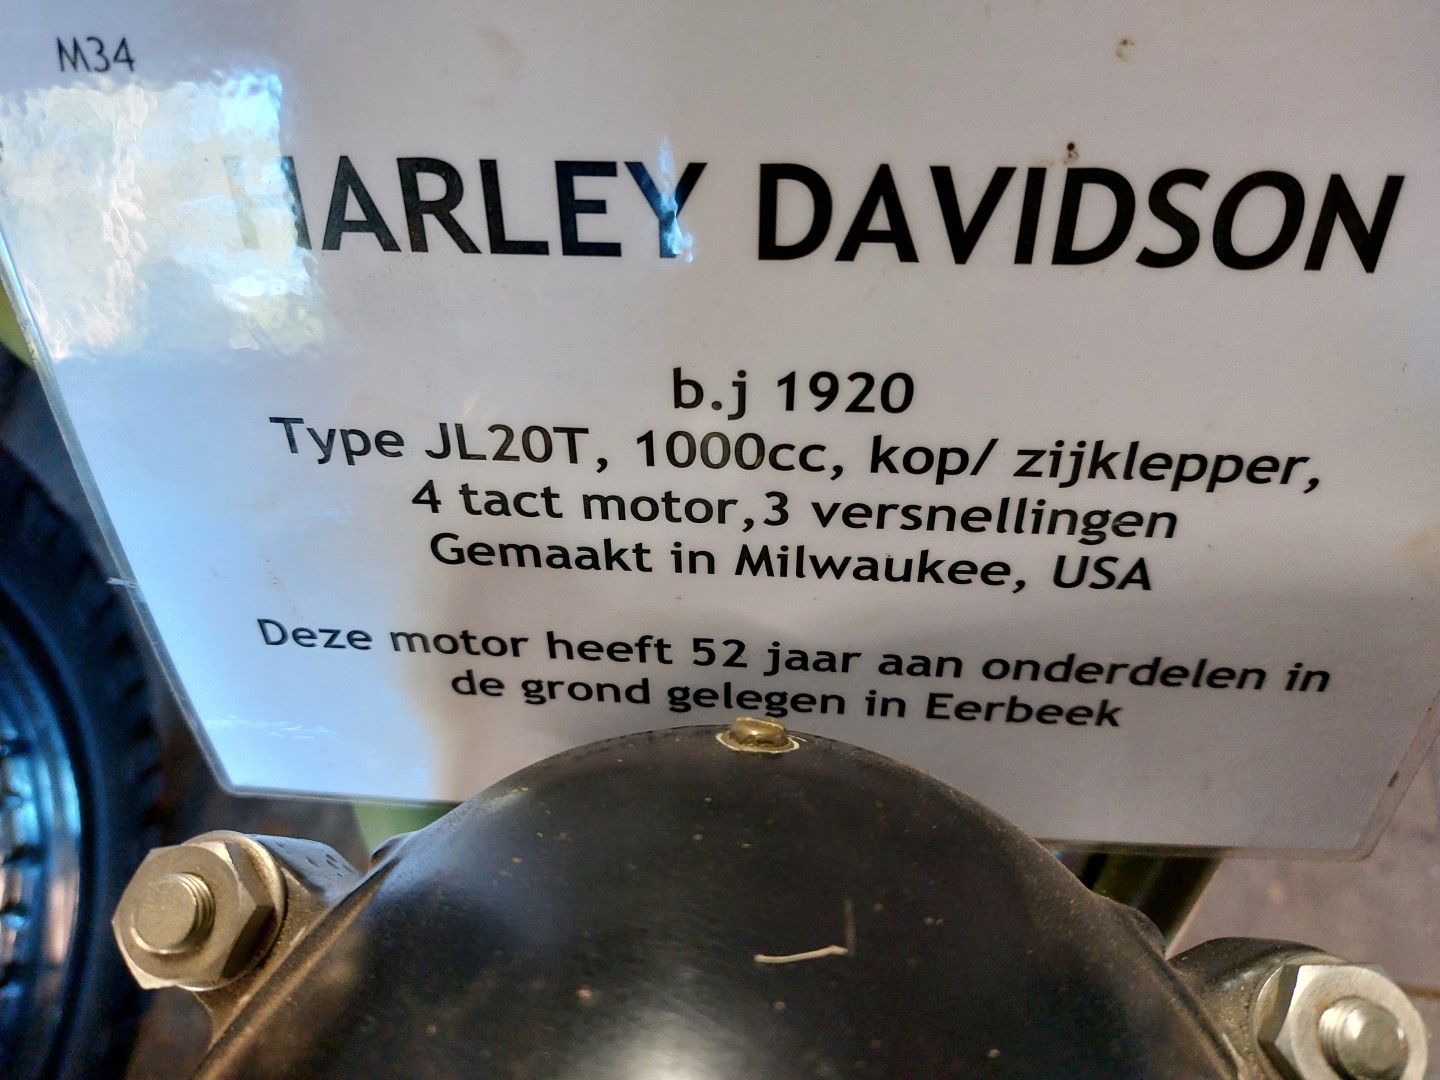 M34
HARLEY DAVIDSON
b.j 1920
Type JL20T, 1000cc, kop/ zijklepper,
4 tact motor,3 versnellingen
Gemaakt in Milwaukee, USA
Deze motor heeft 52 jaar aan onderdelen in
de grond gelegen in Eerbeek